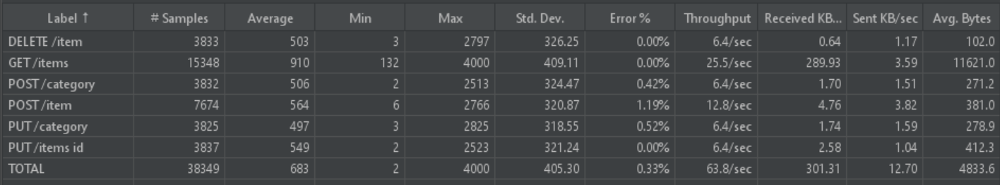 Label ↑ # Samples Average Min Max Std. Dev. Error % Throughput Received KB... Sent KB/sec Avg. Bytes
DELETE /item 3833 503 3 2797 326.25 0.00% 6.4/sec 0.64 1.17 102.0
GET /items 15348 910 132 4000 409.11 0.00% 25.5/sec 289.93 3.59 11621.0
POST /category 3832 506 2 2513 324.47 0.42% 6.4/sec 1.70 1.51 271.2
POST /item 7674 564 6 2766 320.87 1.19% 12.8/sec 4.76 3.82 381.0
PUT /category 3825 497 3 2825 318.55 0.52% 6.4/sec 1.74 1.59 278.9
PUT /items id 3837 549 2 2523 321.24 0.00% 6.4/sec 2.58 1.04 412.3
TOTAL 38349 683 2 4000 405.30 0.33% 63.8/sec 301.31 12.70 4833.6